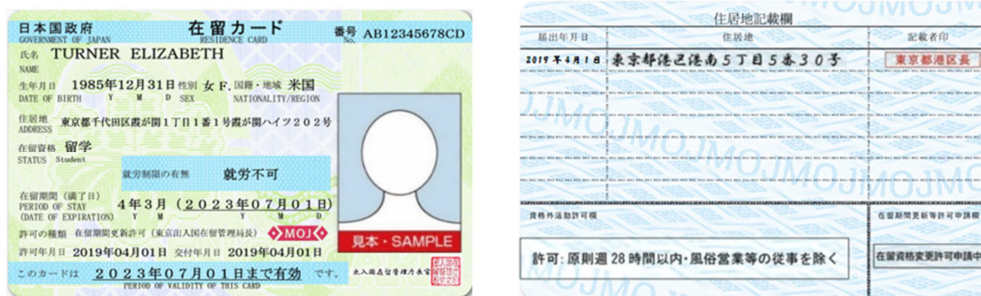 日本国政府 在留カード 番号 AB12345678CD
GOVERNMENT OF JAPAN RESIDENCE CARD No.
氏名 TURNER ELIZABETH
NAME
生年月日 1985年12月31日 性別 女 F. 国籍・地域 米国
DATE OF BIRTH Y M D SEX NATIONALITY/REGION
住居地 東京都千代田区霞が関1丁目1番1号霞が関ハイツ202号
ADDRESS
在留資格 留学
STATUS Student
就労制限の有無 就労不可
在留期間(満了日)
PERIOD OF STAY 4年3月(2023年07月01日)
(DATE OF EXPIRATION) Y M Y M D
許可の種類 在留期間更新許可(東京出入国在留管理局長) MOJ
見本・SAMPLE
許可年月日 2019年04月01日 交付年月日 2019年04月01日
このカードは 2023年07月01日まで有効 です。
PERIOD OF VALIDITY OF THIS CARD
住居地記載欄
届出年月日 住居地 記載者印
2019年4月1日 東京都港区港南5丁目5番30号 東京都港区長
MOJMOJMOJMOJMOJ
資格外活動許可欄 在留期間更新等許可申請欄
許可: 原則週28時間以内・風俗営業等の従事を除く 在留資格変更許可申請中